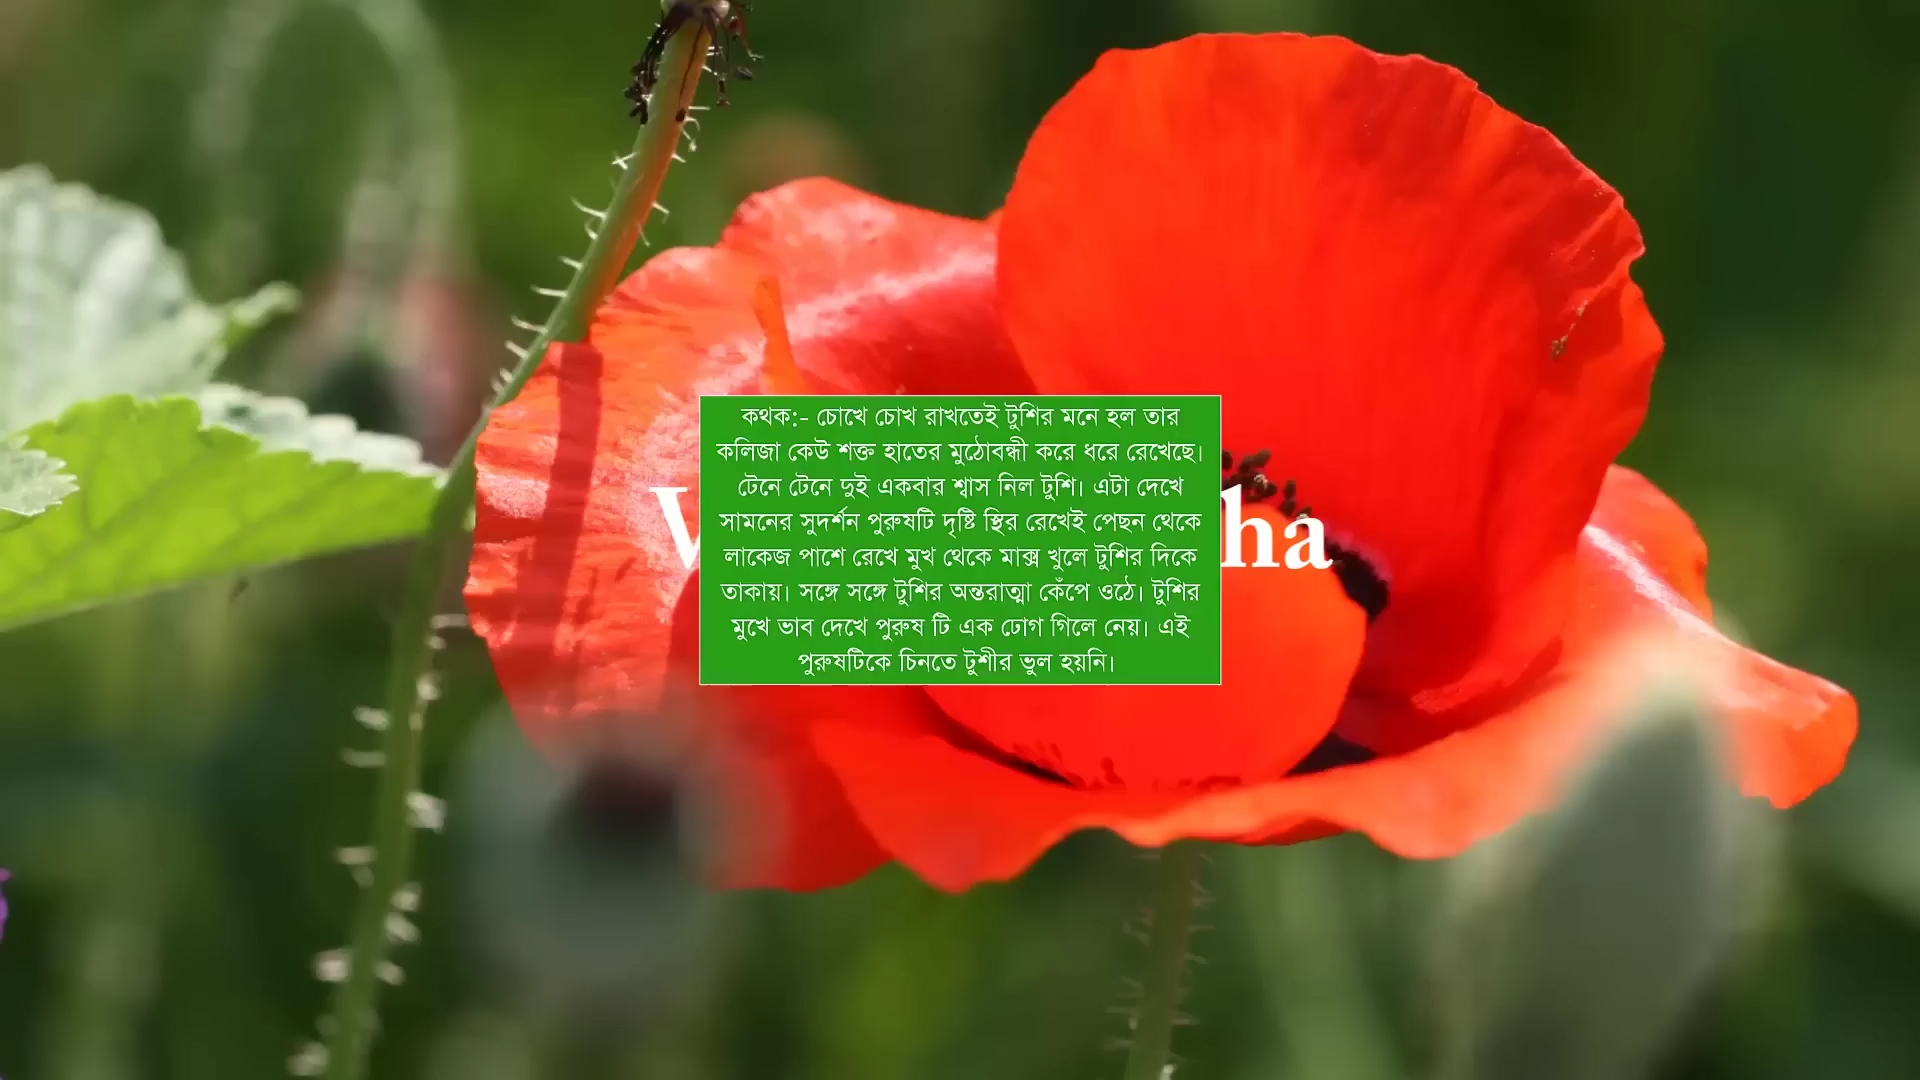 কথক:- চোখে চোখ রাখতেই টুশির মনে হল তার
কলিজা কেউ শক্ত হাতের মুঠোবন্ধী করে ধরে রেখেছে।
টেনে টেনে দুই একবার শ্বাস নিল টুশি। এটা দেখে
সামনের সুদর্শন পুরুষটি দৃষ্টি স্থির রেখেই পেছন থেকে
লাকেজ পাশে রেখে মুখ থেকে মাক্স খুলে টুশির দিকে
তাকায়। সঙ্গে সঙ্গে টুশির অন্তরাত্মা কেঁপে ওঠে। টুশির
মুখে ভাব দেখে পুরুষ টি এক ঢোগ গিলে নেয়। এই
পুরুষটিকে চিনতে টুশীর ভুল হয়নি।